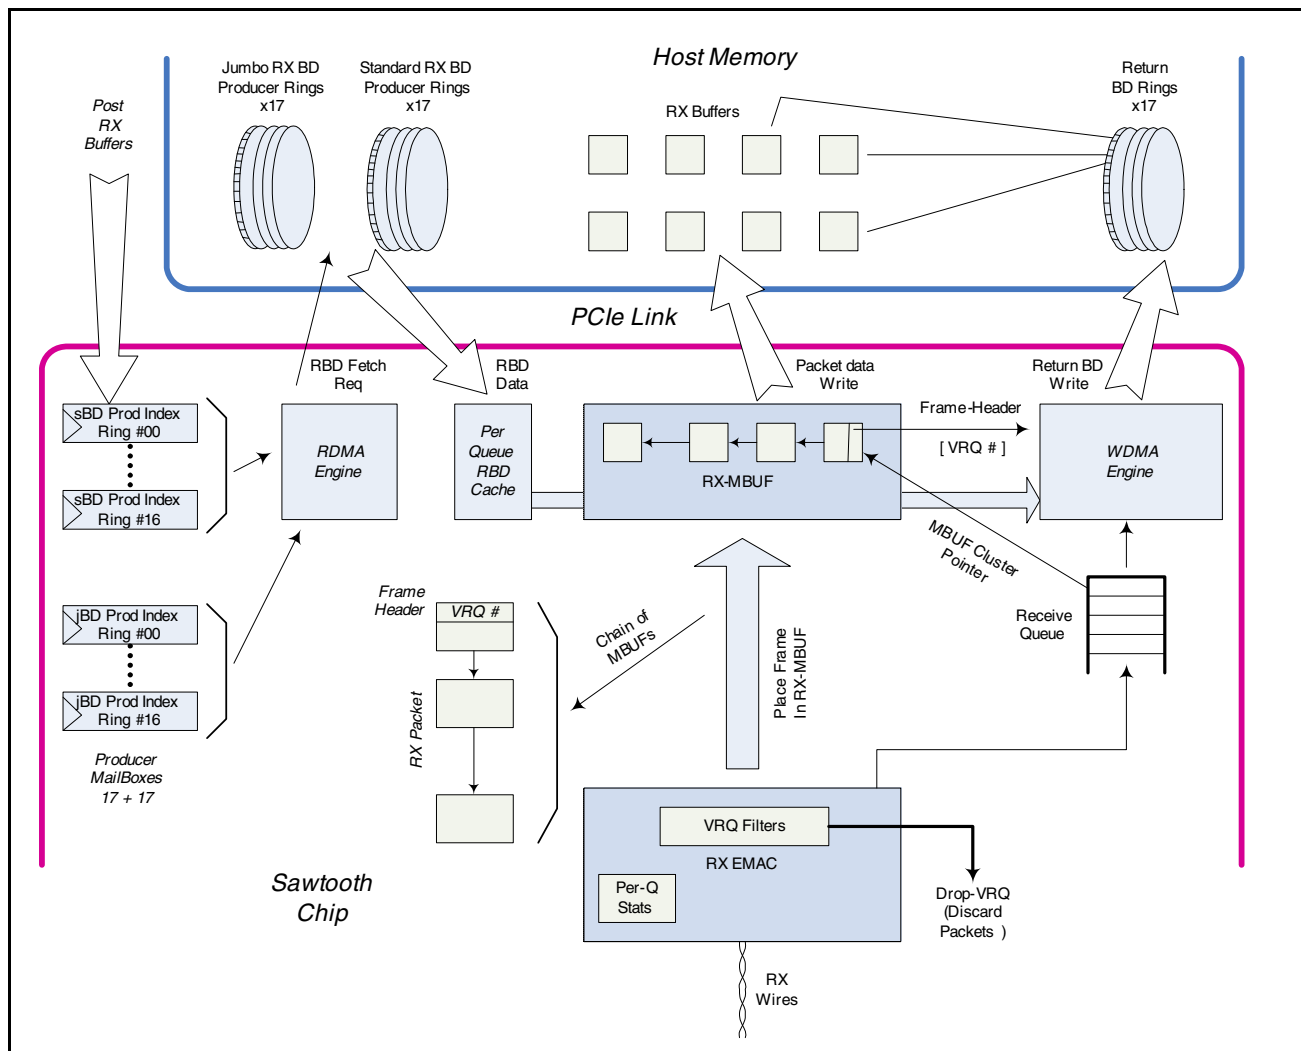 Host Memory
Jumbo RX BD
Producer Rings
x17
Standard RX BD
Producer Rings
x17
Return
BD Rings
x17
Post
RX
Buffers
RX Buffers
PCIe Link
RBD Fetch
Req
RBD
Data
Packet data
Write
Return BD
Write
sBD Prod Index
Ring #00
sBD Prod Index
Ring #16
RDMA
Engine
Per
Queue
RBD
Cache
RX-MBUF
Frame-Header
[ VRQ # ]
WDMA
Engine
MBUF Cluster
Pointer
jBD Prod Index
Ring #00
jBD Prod Index
Ring #16
Producer
MailBoxes
17 + 17
Frame
Header
VRQ #
RX Packet
Chain of
MBUFs
Place Frame
In RX-MBUF
Receive
Queue
VRQ Filters
RX EMAC
Per-Q
Stats
Drop-VRQ
(Discard
Packets )
Sawtooth
Chip
RX
Wires